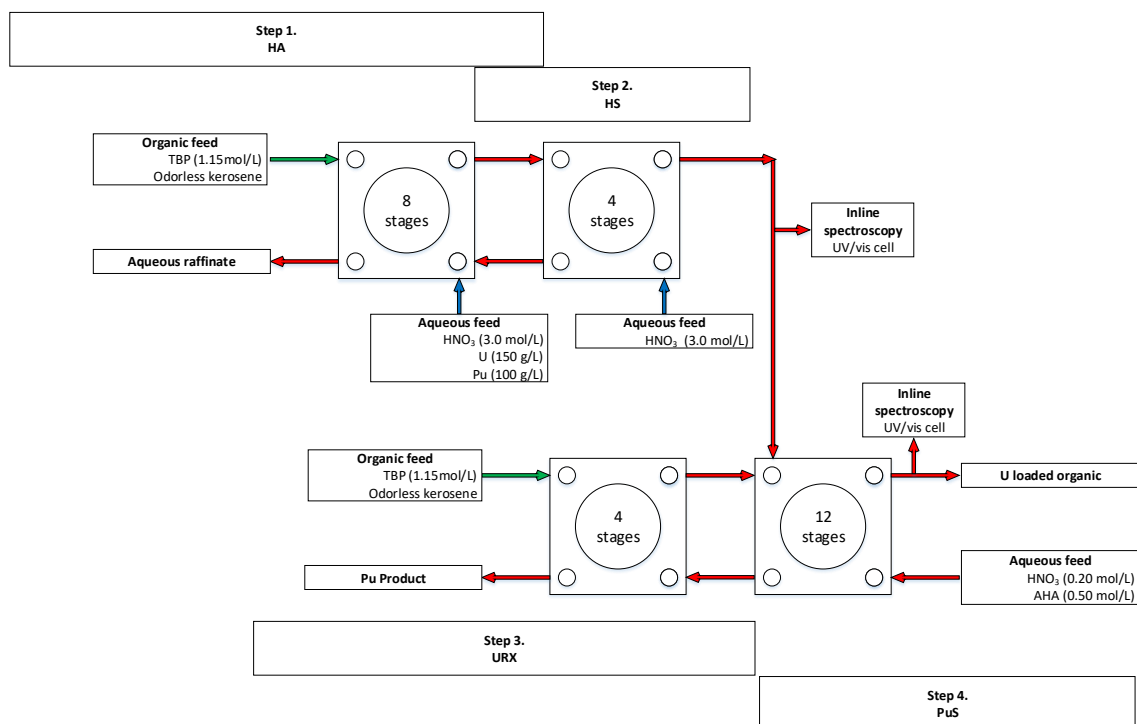 Step 1.
HA
Step 2.
HS
Organic feed
TBP (1.15mol/L)
Odorless kerosene
8
stages
4
stages
Inline
spectroscopy
UV/vis cell
Aqueous raffinate
Aqueous feed
HNO₃ (3.0 mol/L)
U (150 g/L)
Pu (100 g/L)
Aqueous feed
HNO₃ (3.0 mol/L)
Inline
spectroscopy
UV/vis cell
Organic feed
TBP (1.15mol/L)
Odorless kerosene
4
stages
12
stages
U loaded organic
Pu Product
Aqueous feed
HNO₃ (0.20 mol/L)
AHA (0.50 mol/L)
Step 3.
URX
Step 4.
PuS